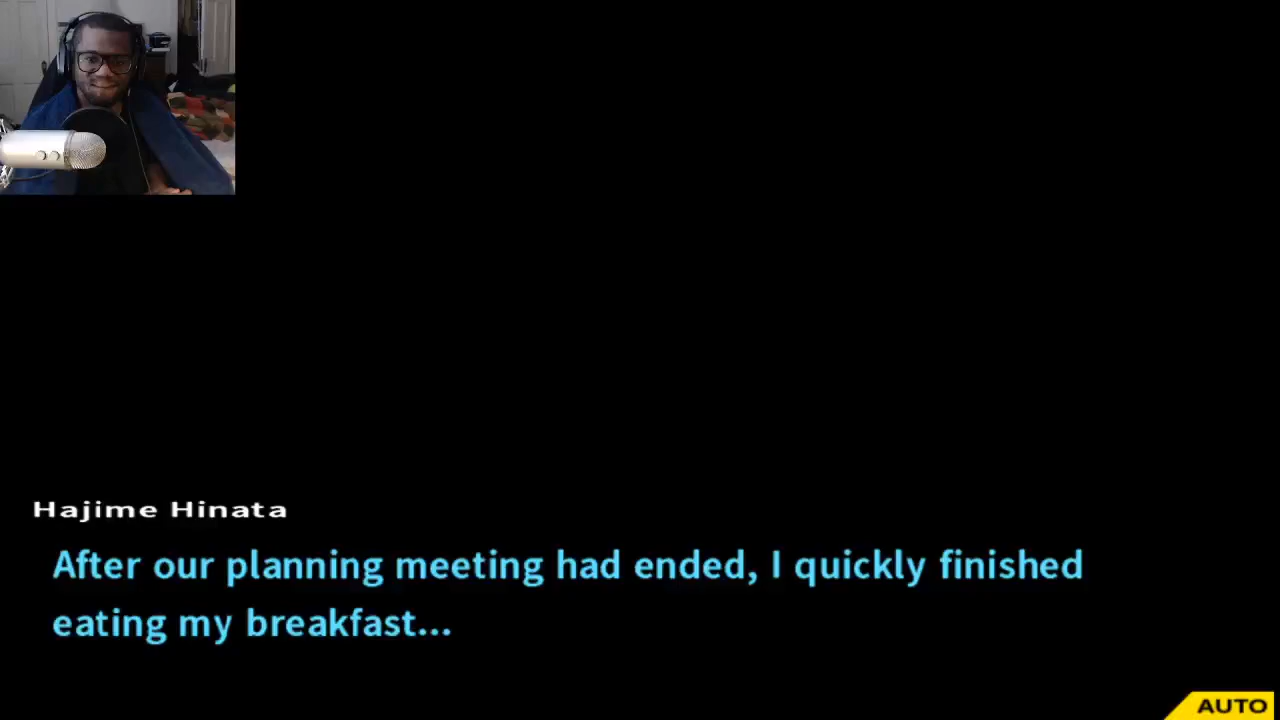 Hajime Hinata
After our planning meeting had ended, I quickly finished
eating my breakfast...
AUTO